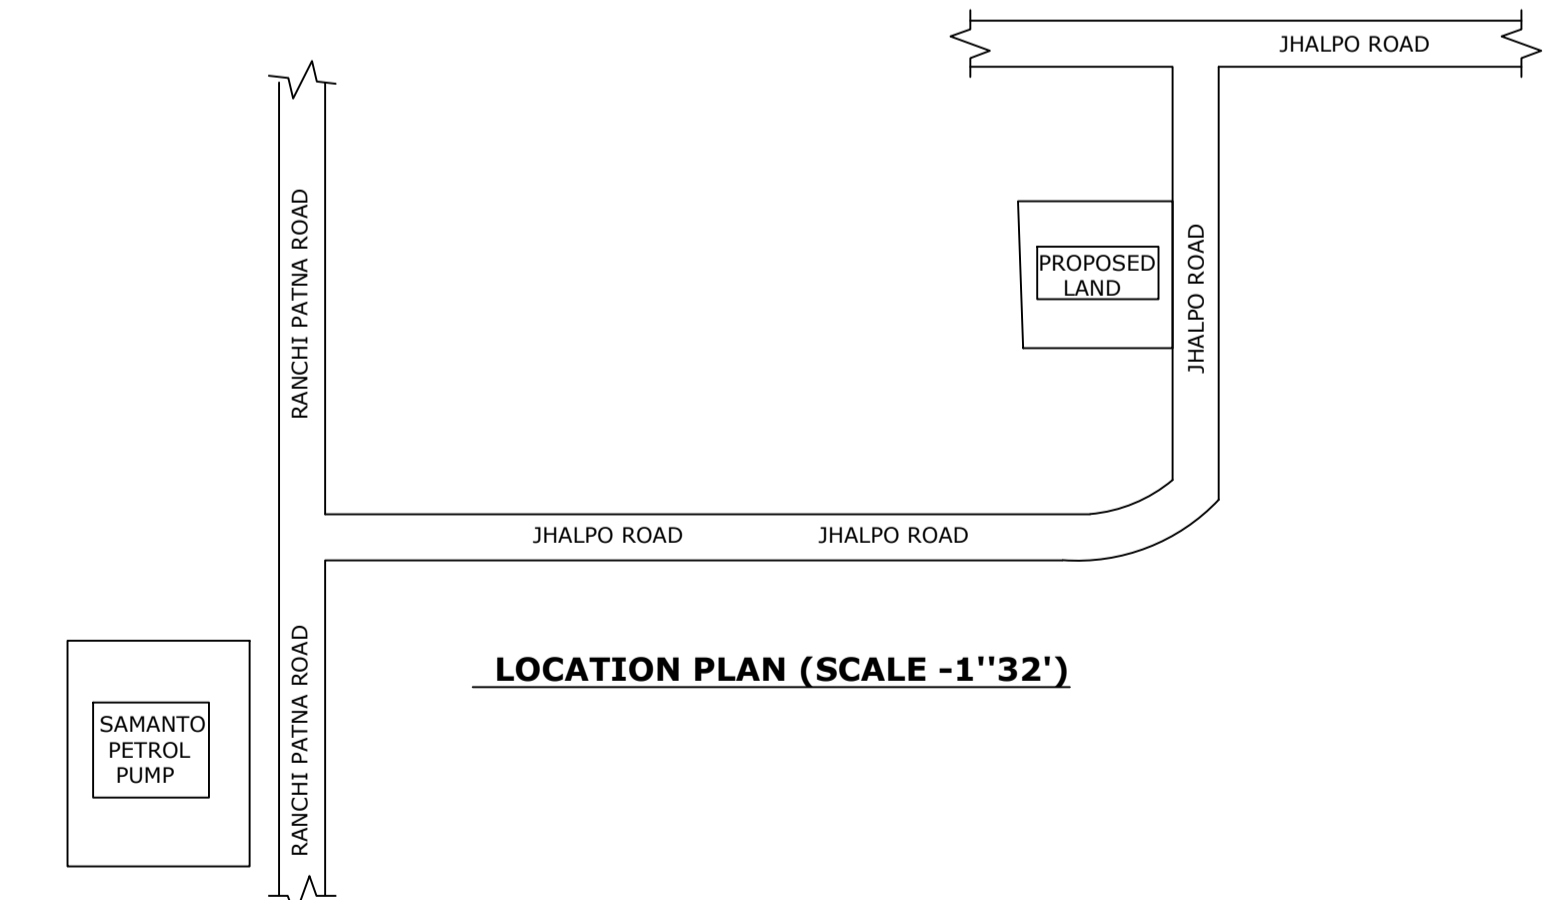 JHALPO ROAD
RANCHI PATNA ROAD
PROPOSED
LAND
JHALPO ROAD
JHALPO ROAD
JHALPO ROAD
LOCATION PLAN (SCALE -1''32')
RANCHI PATNA ROAD
SAMANTO
PETROL
PUMP